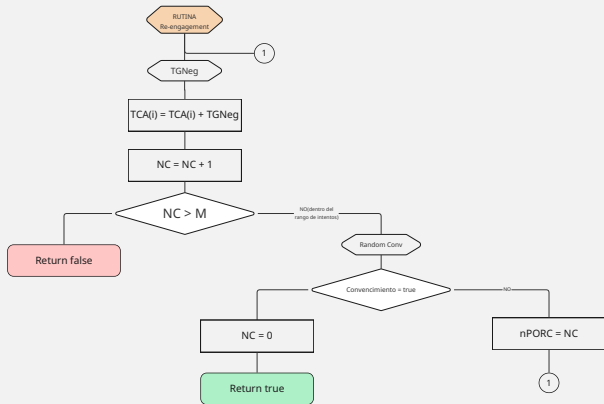 RUTINA
Re-engagement
1
TGNeg
TCA(i) = TCA(i) + TGNeg
NC = NC + 1
NC > M
NO(dentro del
rango de intentos)
Return false
Random Conv
Convencimiento = true
NO
NC = 0
nPORC = NC
Return true
1